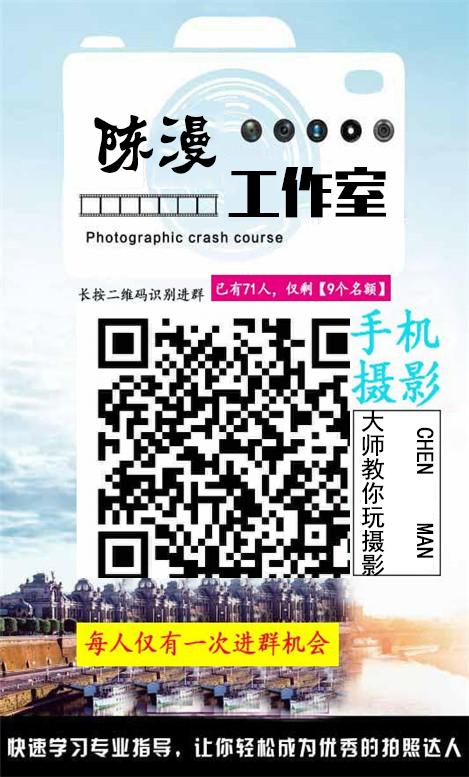 陈漫
工作室
Photographic crash course
长按二维码识别进群
已有71人，仅剩【9个名额】
手机
摄影
大师教你玩摄影
CHEN MAN
每人仅有一次进群机会
快速学习专业指导，让你轻松成为优秀的拍照达人